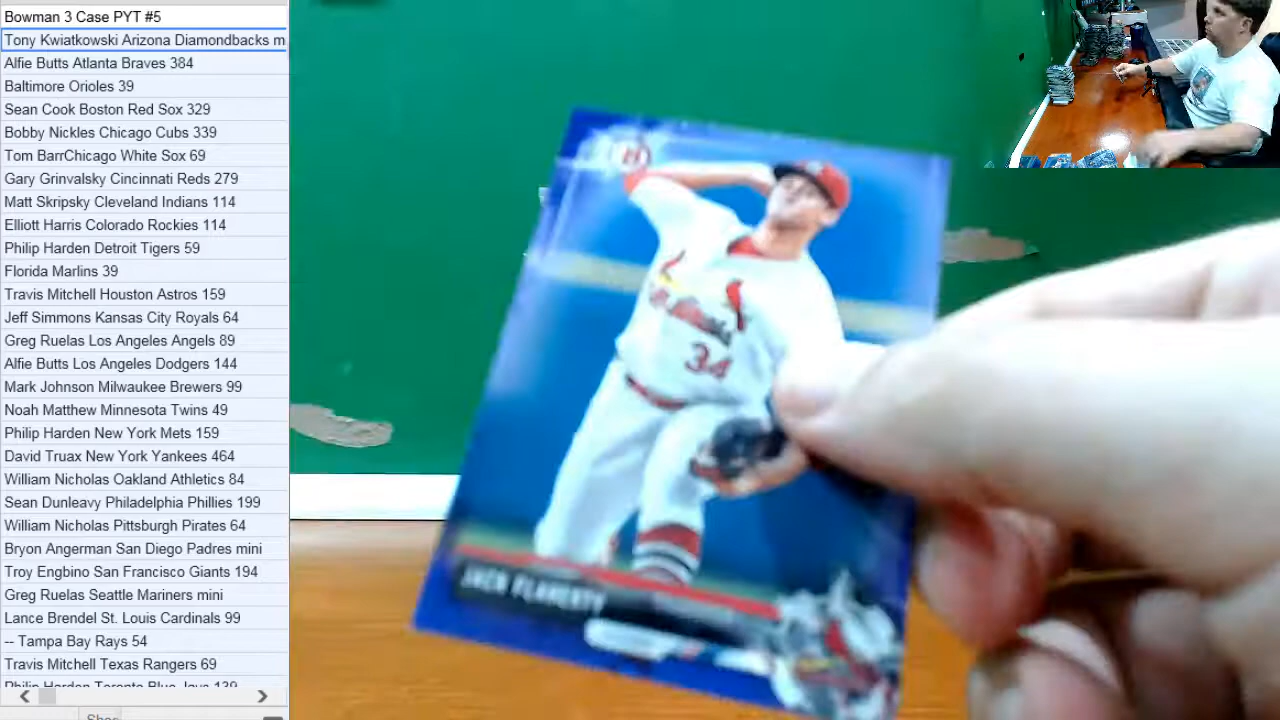 Bowman 3 Case PYT #5
Tony Kwiatkowski Arizona Diamondbacks m
Alfie Butts Atlanta Braves 384
Baltimore Orioles 39
Sean Cook Boston Red Sox 329
Bobby Nickles Chicago Cubs 339
Tom BarrChicago White Sox 69
Gary Grinvalsky Cincinnati Reds 279
Matt Skripsky Cleveland Indians 114
Elliott Harris Colorado Rockies 114
Philip Harden Detroit Tigers 59
Florida Marlins 39
Travis Mitchell Houston Astros 159
Jeff Simmons Kansas City Royals 64
Greg Ruelas Los Angeles Angels 89
Alfie Butts Los Angeles Dodgers 144
Mark Johnson Milwaukee Brewers 99
Noah Matthew Minnesota Twins 49
Philip Harden New York Mets 159
David Truax New York Yankees 464
William Nicholas Oakland Athletics 84
Sean Dunleavy Philadelphia Phillies 199
William Nicholas Pittsburgh Pirates 64
Bryon Angerman San Diego Padres mini
Troy Engbino San Francisco Giants 194
Greg Ruelas Seattle Mariners mini
Lance Brendel St. Louis Cardinals 99
-- Tampa Bay Rays 54
Travis Mitchell Texas Rangers 69
Philip Harden Toronto Blue Jays 139
St. Louis
34
JACK FLAHERTY